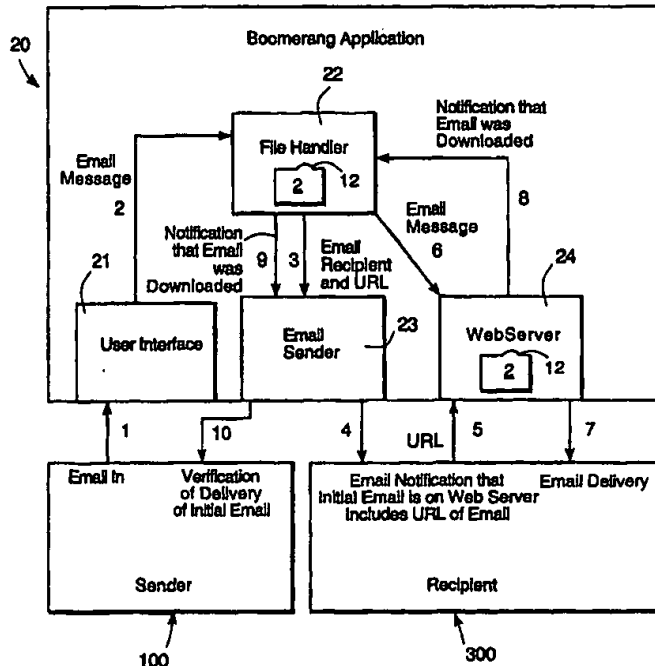 Boomerang Application
20
22
File Handler
2
12
Notification that
Email was
Downloaded
8
Email
Message
2
Notification
that Email
was
Downloaded
9
3
Email
Recipient
and URL
Email
Message
6
21
User Interface
Email
Sender
23
24
WebServer
2
12
1
10
4
URL
5
7
Email In
Verification
of Delivery
of Initial Email
Sender
100
Email Notification that
Initial Email is on Web Server
Includes URL of Email
Email Delivery
Recipient
300